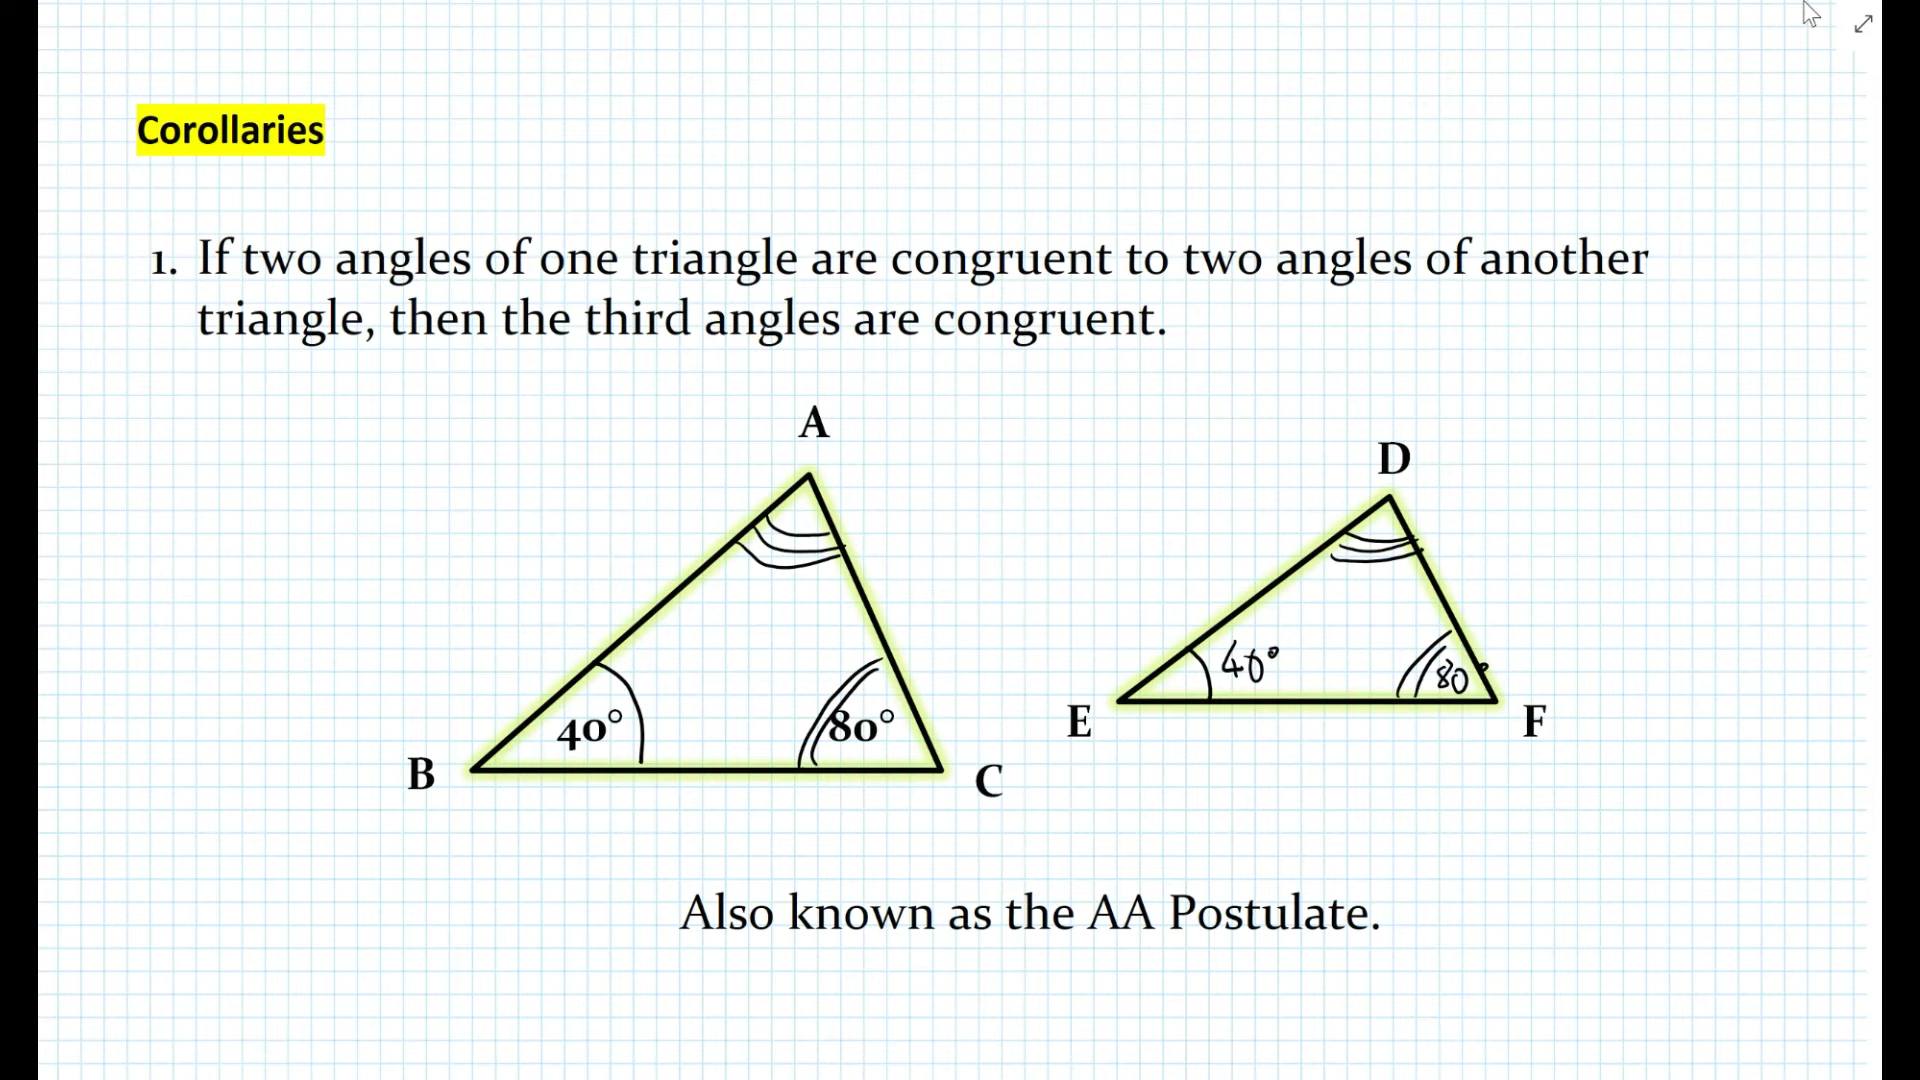 Corollaries
1. If two angles of one triangle are congruent to two angles of another
triangle, then the third angles are congruent.
A
D
40°
80°
40°
80°
B
C
E
F
Also known as the AA Postulate.